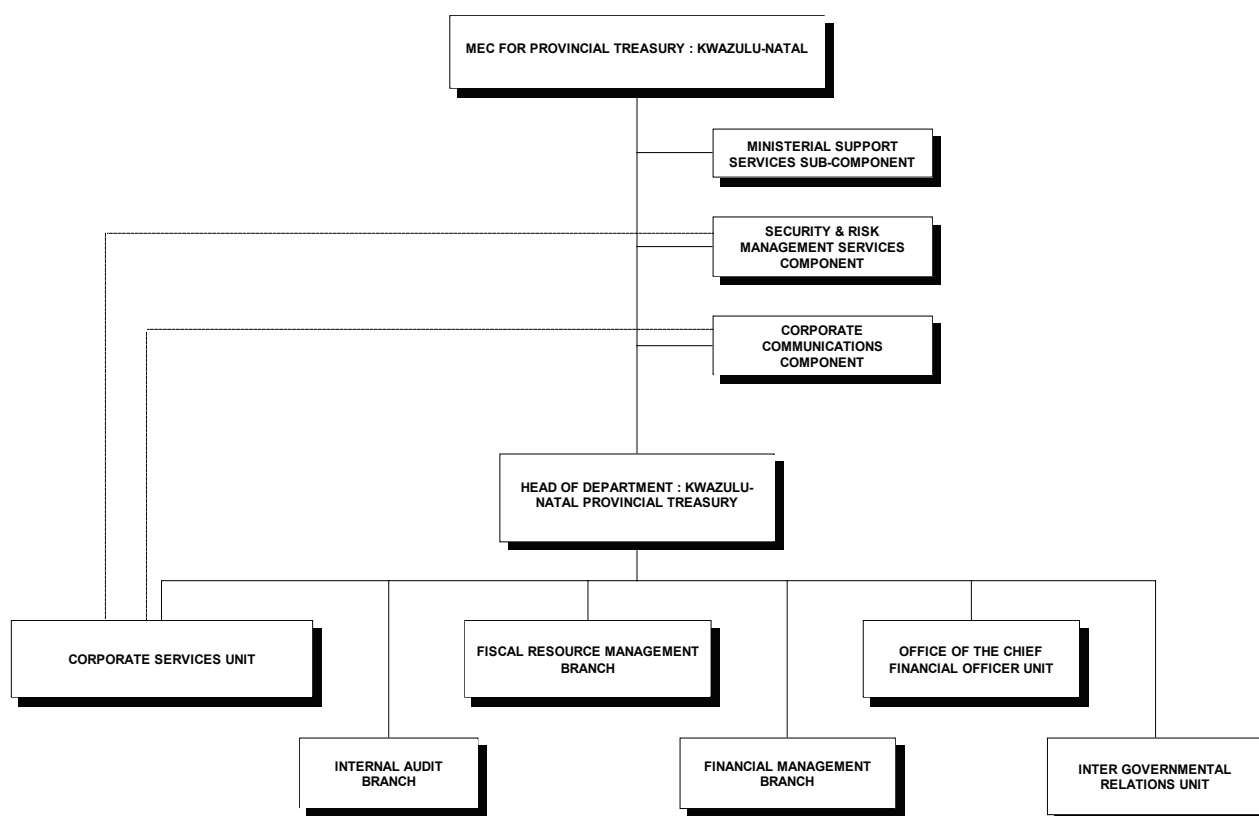 MEC FOR PROVINCIAL TREASURY : KWAZULU-NATAL
MINISTERIAL SUPPORT
SERVICES SUB-COMPONENT
SECURITY & RISK
MANAGEMENT SERVICES
COMPONENT
CORPORATE
COMMUNICATIONS
COMPONENT
HEAD OF DEPARTMENT : KWAZULU-
NATAL PROVINCIAL TREASURY
CORPORATE SERVICES UNIT
FISCAL RESOURCE MANAGEMENT
BRANCH
OFFICE OF THE CHIEF
FINANCIAL OFFICER UNIT
INTERNAL AUDIT
BRANCH
FINANCIAL MANAGEMENT
BRANCH
INTER GOVERNMENTAL
RELATIONS UNIT